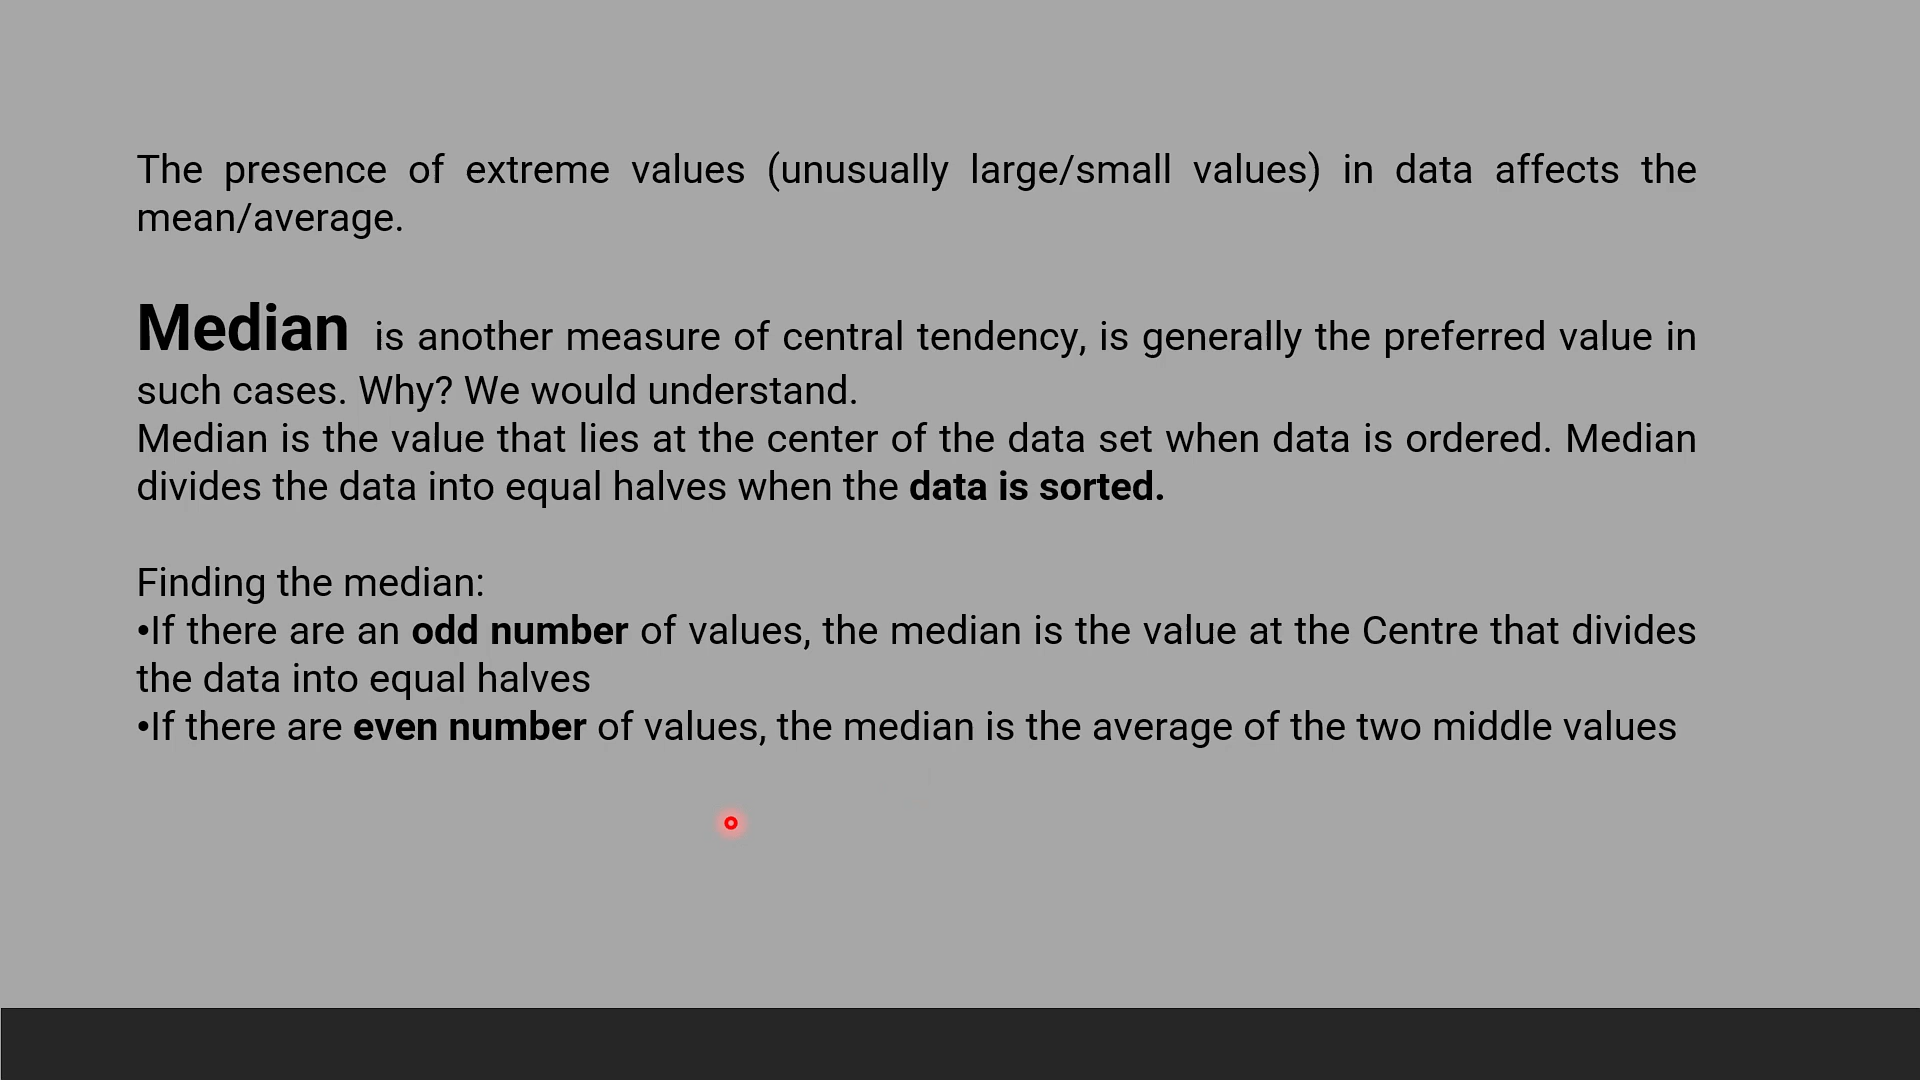 The presence of extreme values (unusually large/small values) in data affects the
mean/average.
Median is another measure of central tendency, is generally the preferred value in
such cases. Why? We would understand.
Median is the value that lies at the center of the data set when data is ordered. Median
divides the data into equal halves when the data is sorted.
Finding the median:
•If there are an odd number of values, the median is the value at the Centre that divides
the data into equal halves
•If there are even number of values, the median is the average of the two middle values